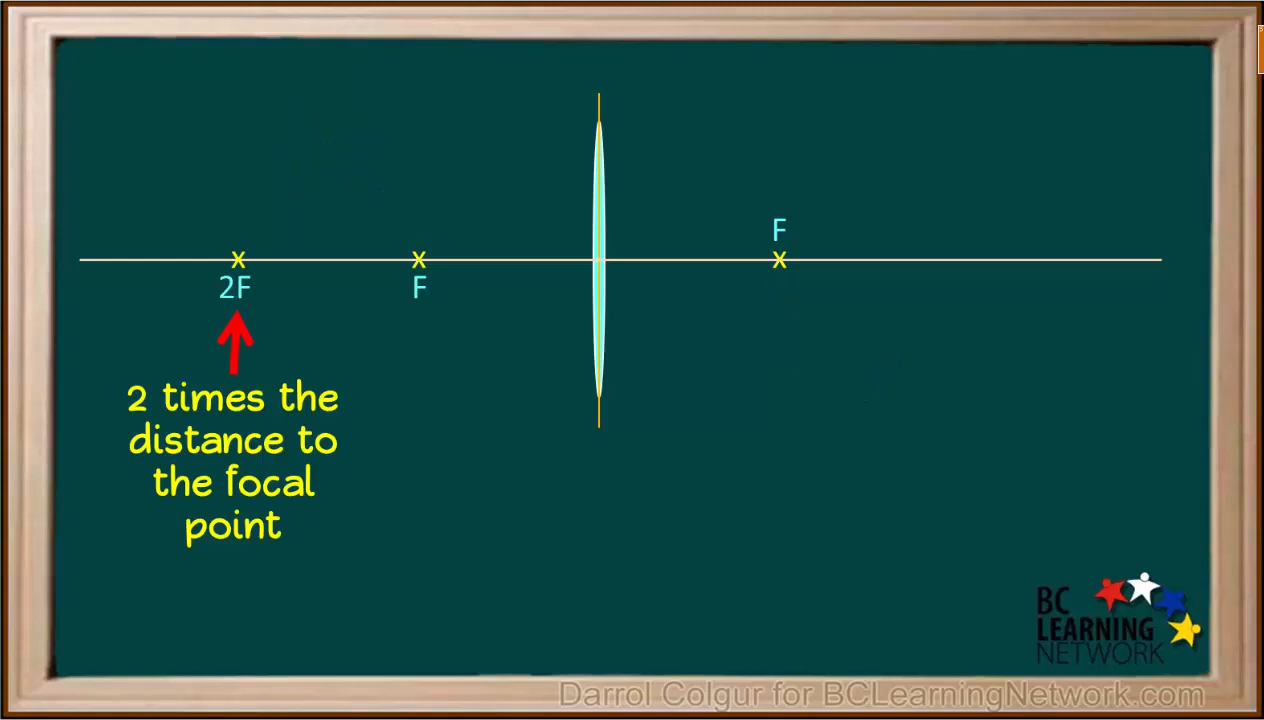 F
x x x
2F F
2 times the
distance to
the focal
point
BC
LEARNING
NETWORK
Darrol Colgur for BCLearningNetwork.com